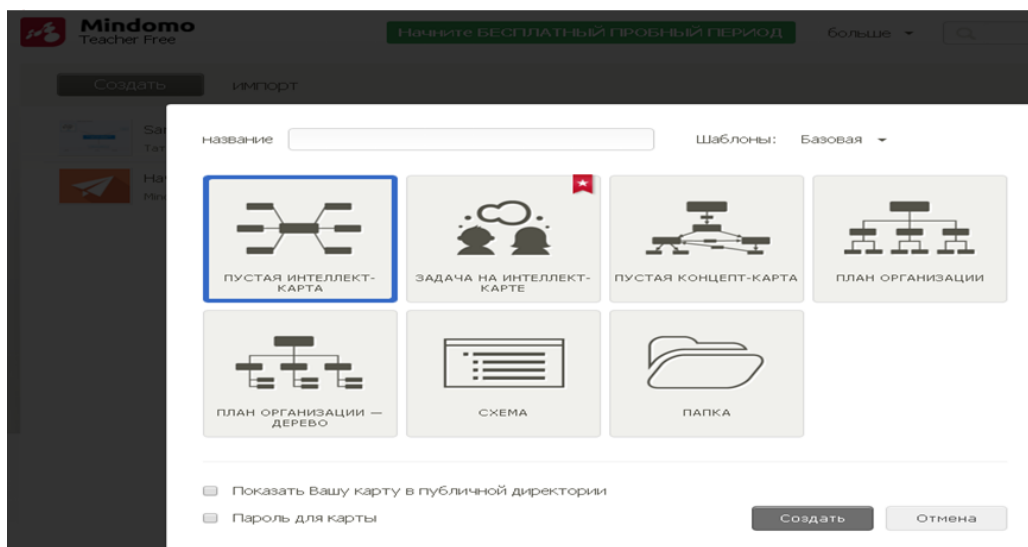 Mindomo
Teacher Free
Начните БЕСПЛАТНЫЙ ПРОБНЫЙ ПЕРИОД
больше
Создать
импорт
название
Шаблоны: Базовая
ПУСТАЯ ИНТЕЛЛЕКТ-
КАРТА
ЗАДАЧА НА ИНТЕЛЛЕКТ-
КАРТЕ
ПУСТАЯ КОНЦЕПТ-КАРТА
ПЛАН ОРГАНИЗАЦИИ
ПЛАН ОРГАНИЗАЦИИ —
ДЕРЕВО
СХЕМА
ПАПКА
Показать Вашу карту в публичной директории
Пароль для карты
Создать
Отмена